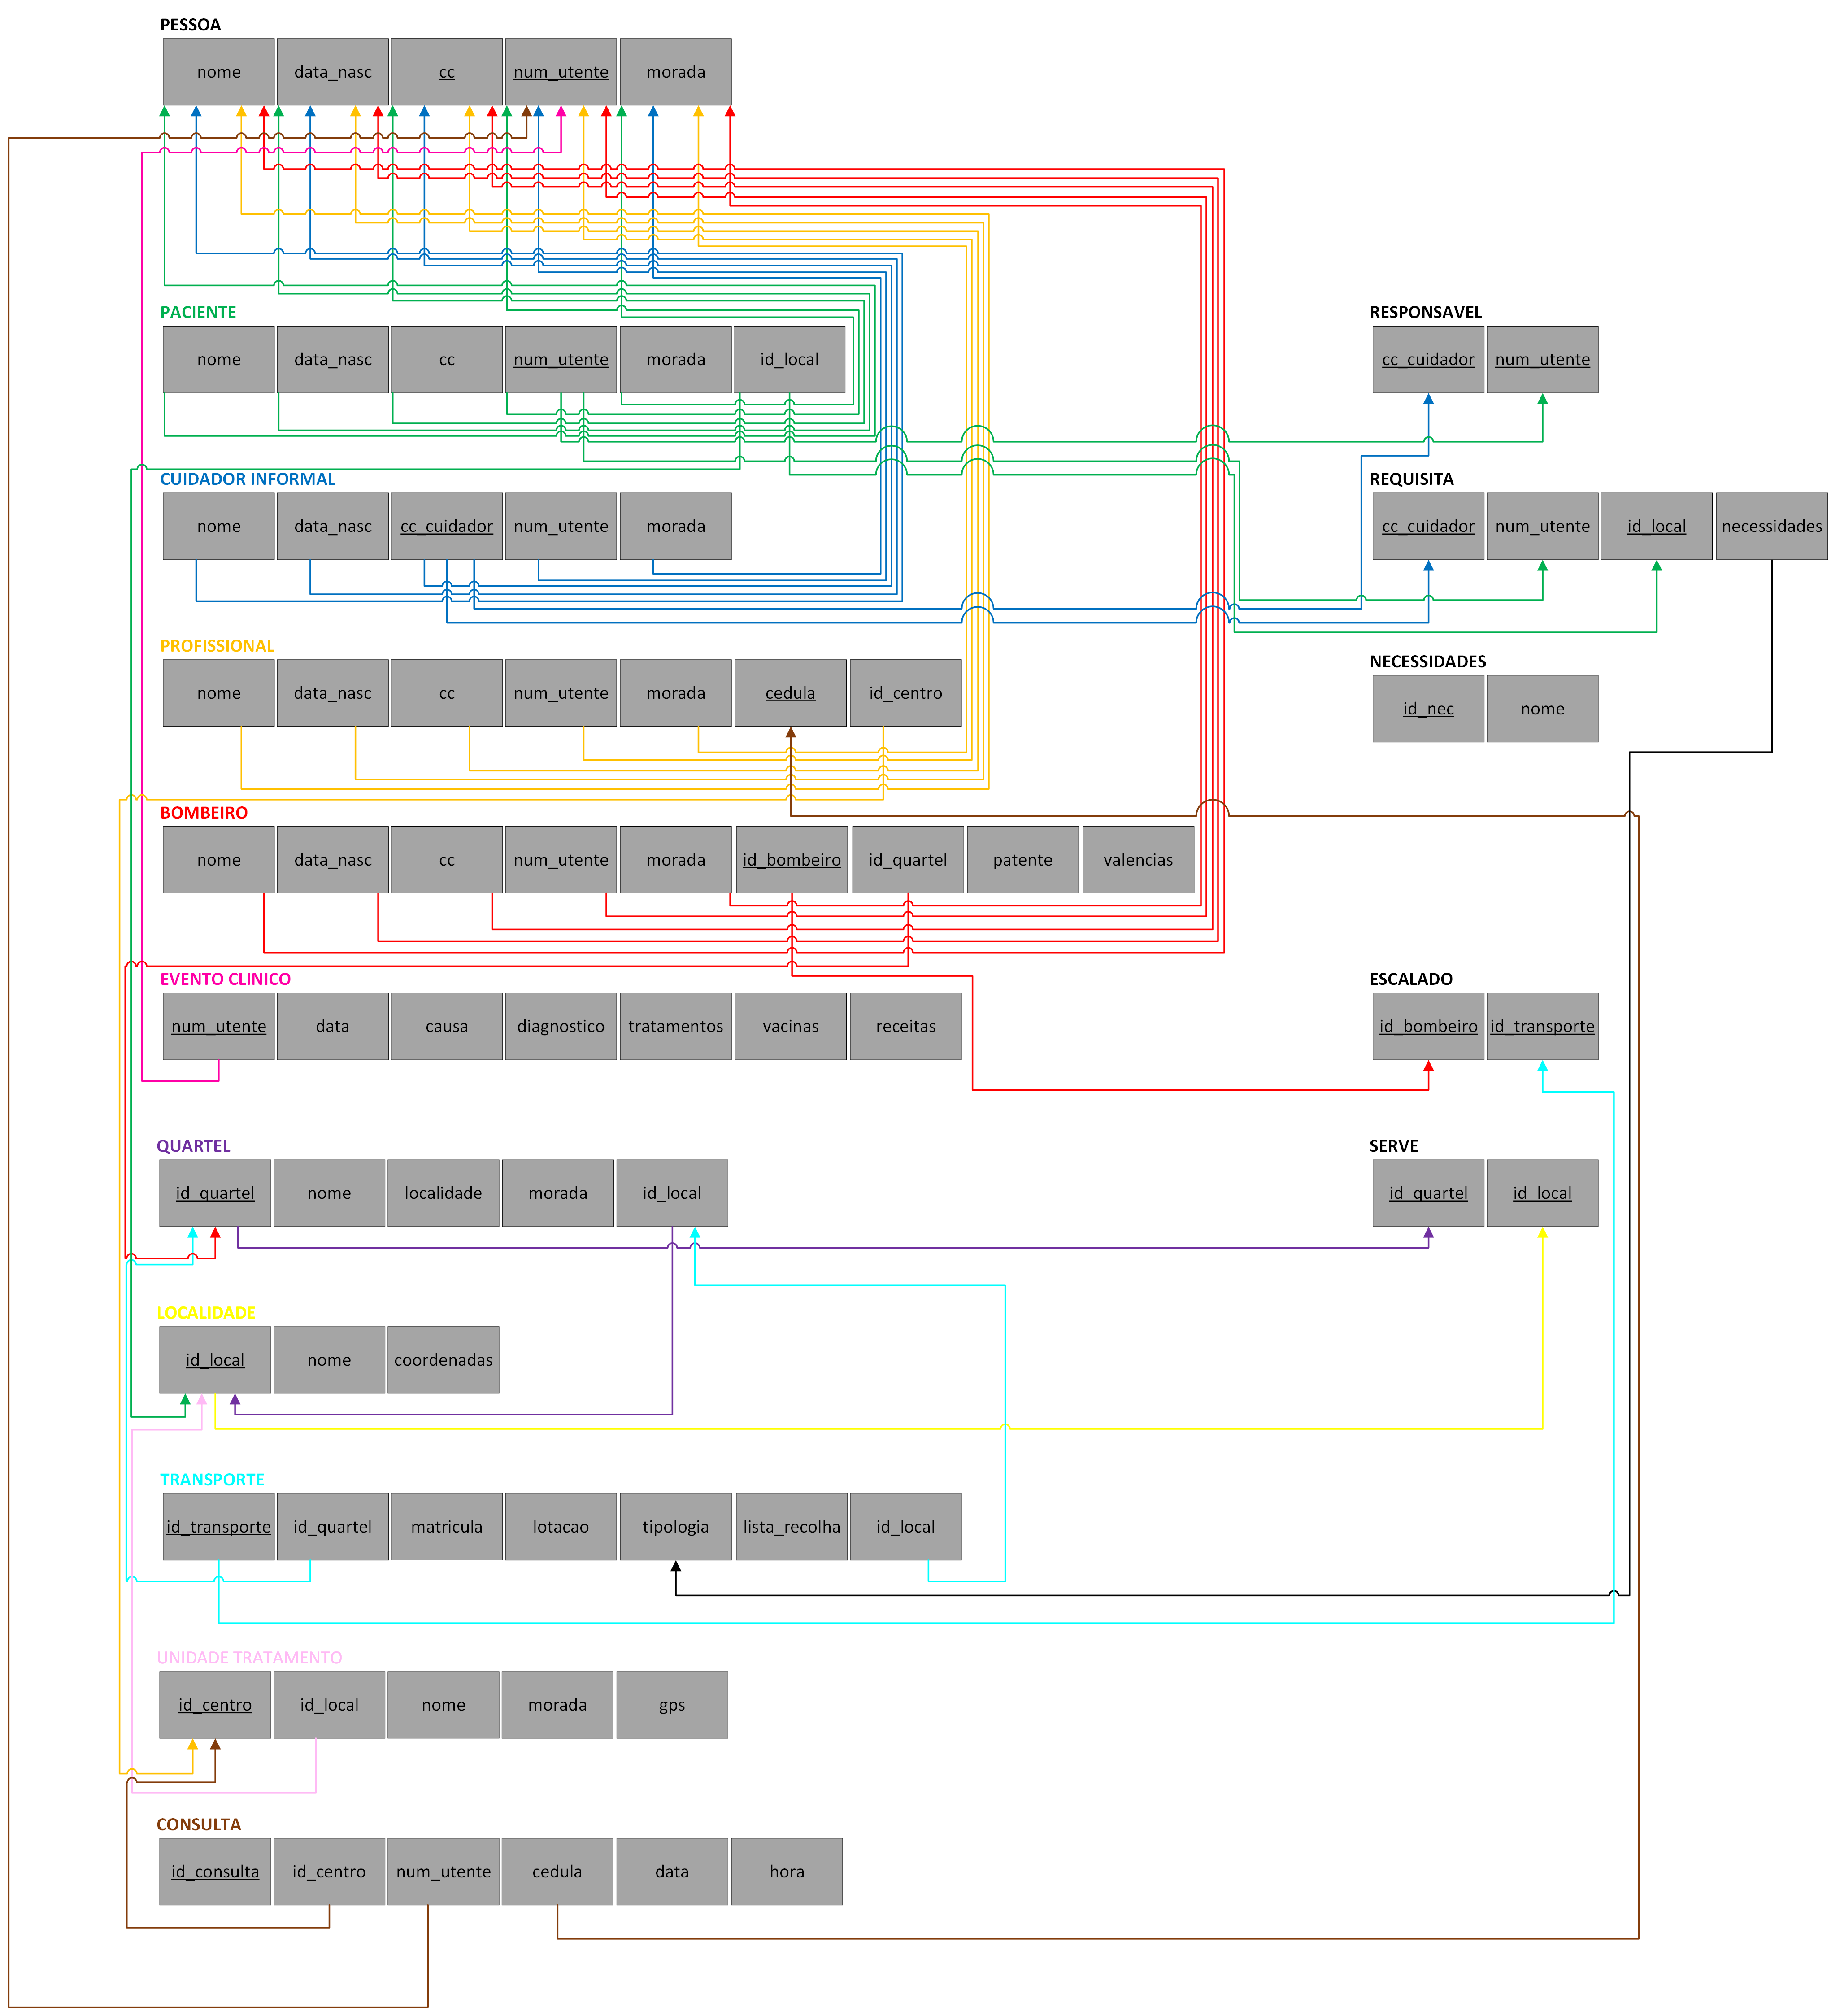 PESSOA
nome data_nasc cc num_utente morada
PACIENTE
nome data_nasc cc num_utente morada id_local
RESPONSAVEL
cc_cuidador num_utente
CUIDADOR INFORMAL
nome data_nasc cc_cuidador num_utente morada
REQUISITA
cc_cuidador num_utente id_local necessidades
PROFISSIONAL
nome data_nasc cc num_utente morada cedula id_centro
NECESSIDADES
id_nec nome
BOMBEIRO
nome data_nasc cc num_utente morada id_bombeiro id_quartel patente valencias
EVENTO CLINICO
num_utente data causa diagnostico tratamentos vacinas receitas
ESCALADO
id_bombeiro id_transporte
QUARTEL
id_quartel nome localidade morada id_local
SERVE
id_quartel id_local
LOCALIDADE
id_local nome coordenadas
TRANSPORTE
id_transporte id_quartel matricula lotacao tipologia lista_recolha id_local
UNIDADE TRATAMENTO
id_centro id_local nome morada gps
CONSULTA
id_consulta id_centro num_utente cedula data hora